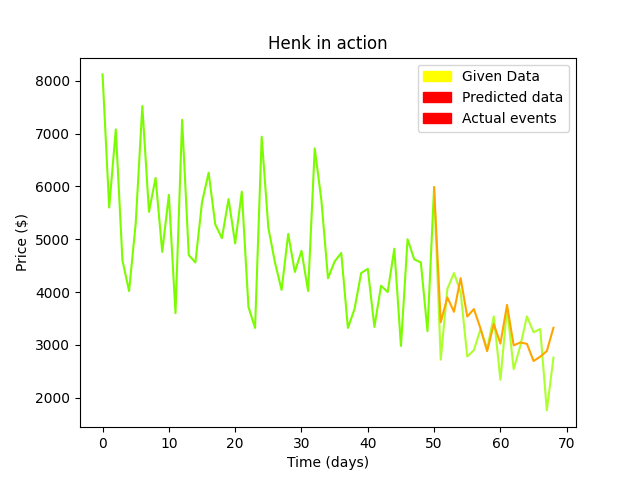 Henk in action
Given Data
Predicted data
Actual events
8000
7000
6000
5000
4000
3000
2000
Price ($)
0 10 20 30 40 50 60 70
Time (days)